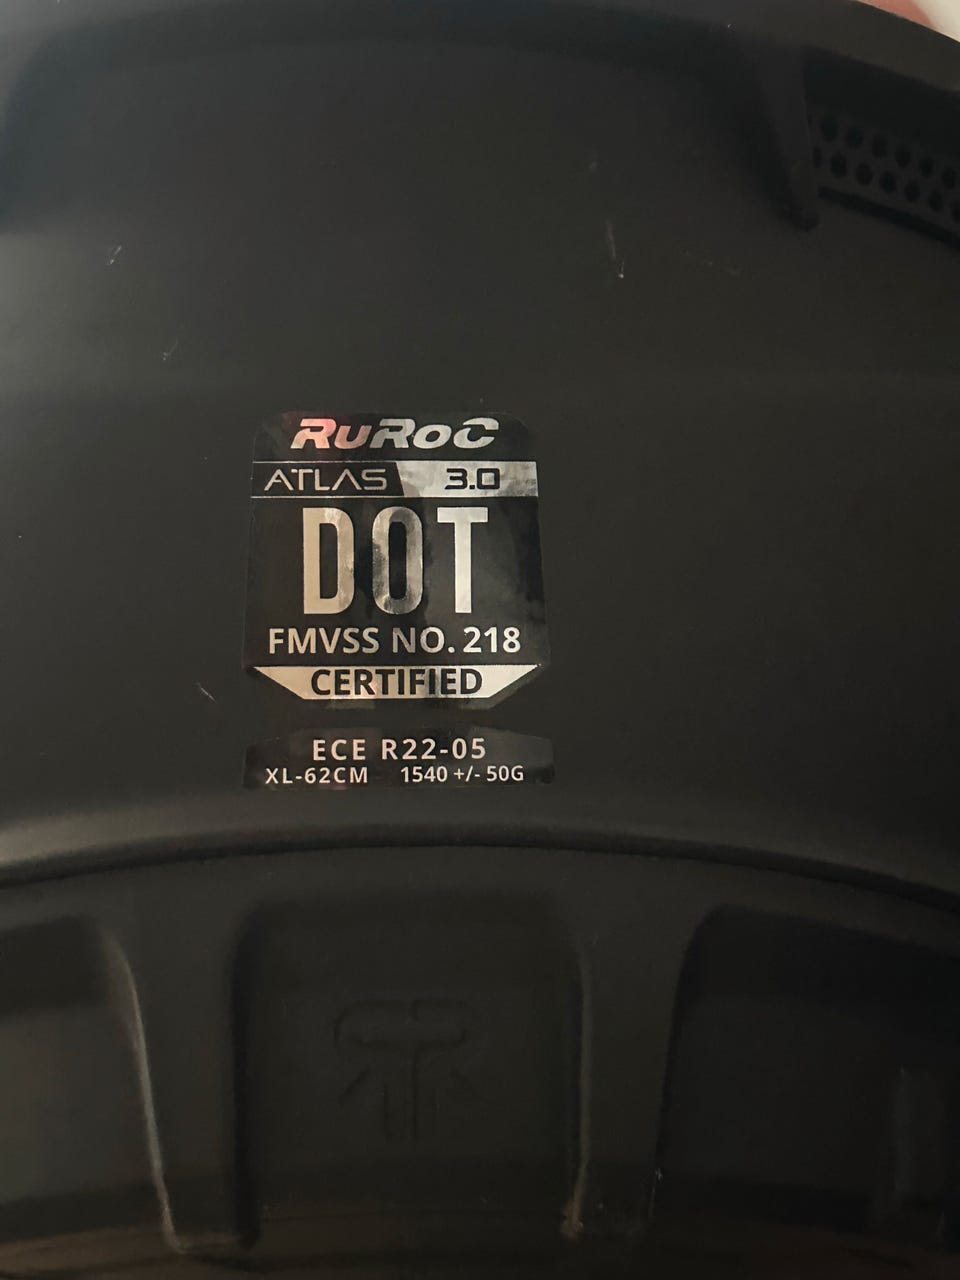 RUROC
ATLAS 3.0
DOT
FMVSS NO. 218
CERTIFIED
ECE R22-05
XL-62CM 1540 +/- 50G